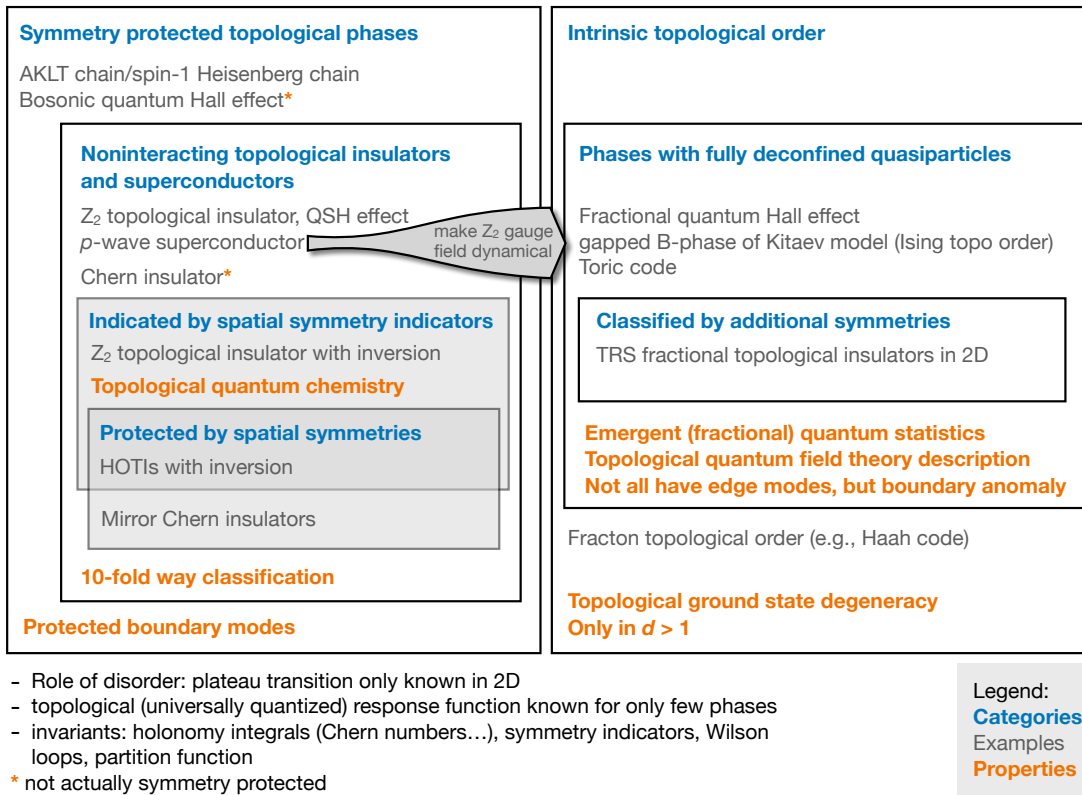 Symmetry protected topological phases
AKLT chain/spin-1 Heisenberg chain
Bosonic quantum Hall effect*
Noninteracting topological insulators
and superconductors
Z₂ topological insulator, QSH effect
p-wave superconductor
make Z₂ gauge
field dynamical
Chern insulator*
Indicated by spatial symmetry indicators
Z₂ topological insulator with inversion
Topological quantum chemistry
Protected by spatial symmetries
HOTIs with inversion
Mirror Chern insulators
10-fold way classification
Protected boundary modes
Intrinsic topological order
Phases with fully deconfined quasiparticles
Fractional quantum Hall effect
gapped B-phase of Kitaev model (Ising topo order)
Toric code
Classified by additional symmetries
TRS fractional topological insulators in 2D
Emergent (fractional) quantum statistics
Topological quantum field theory description
Not all have edge modes, but boundary anomaly
Fracton topological order (e.g., Haah code)
Topological ground state degeneracy
Only in d > 1
- Role of disorder: plateau transition only known in 2D
- topological (universally quantized) response function known for only few phases
- invariants: holonomy integrals (Chern numbers…), symmetry indicators, Wilson
loops, partition function
* not actually symmetry protected
Legend:
Categories
Examples
Properties